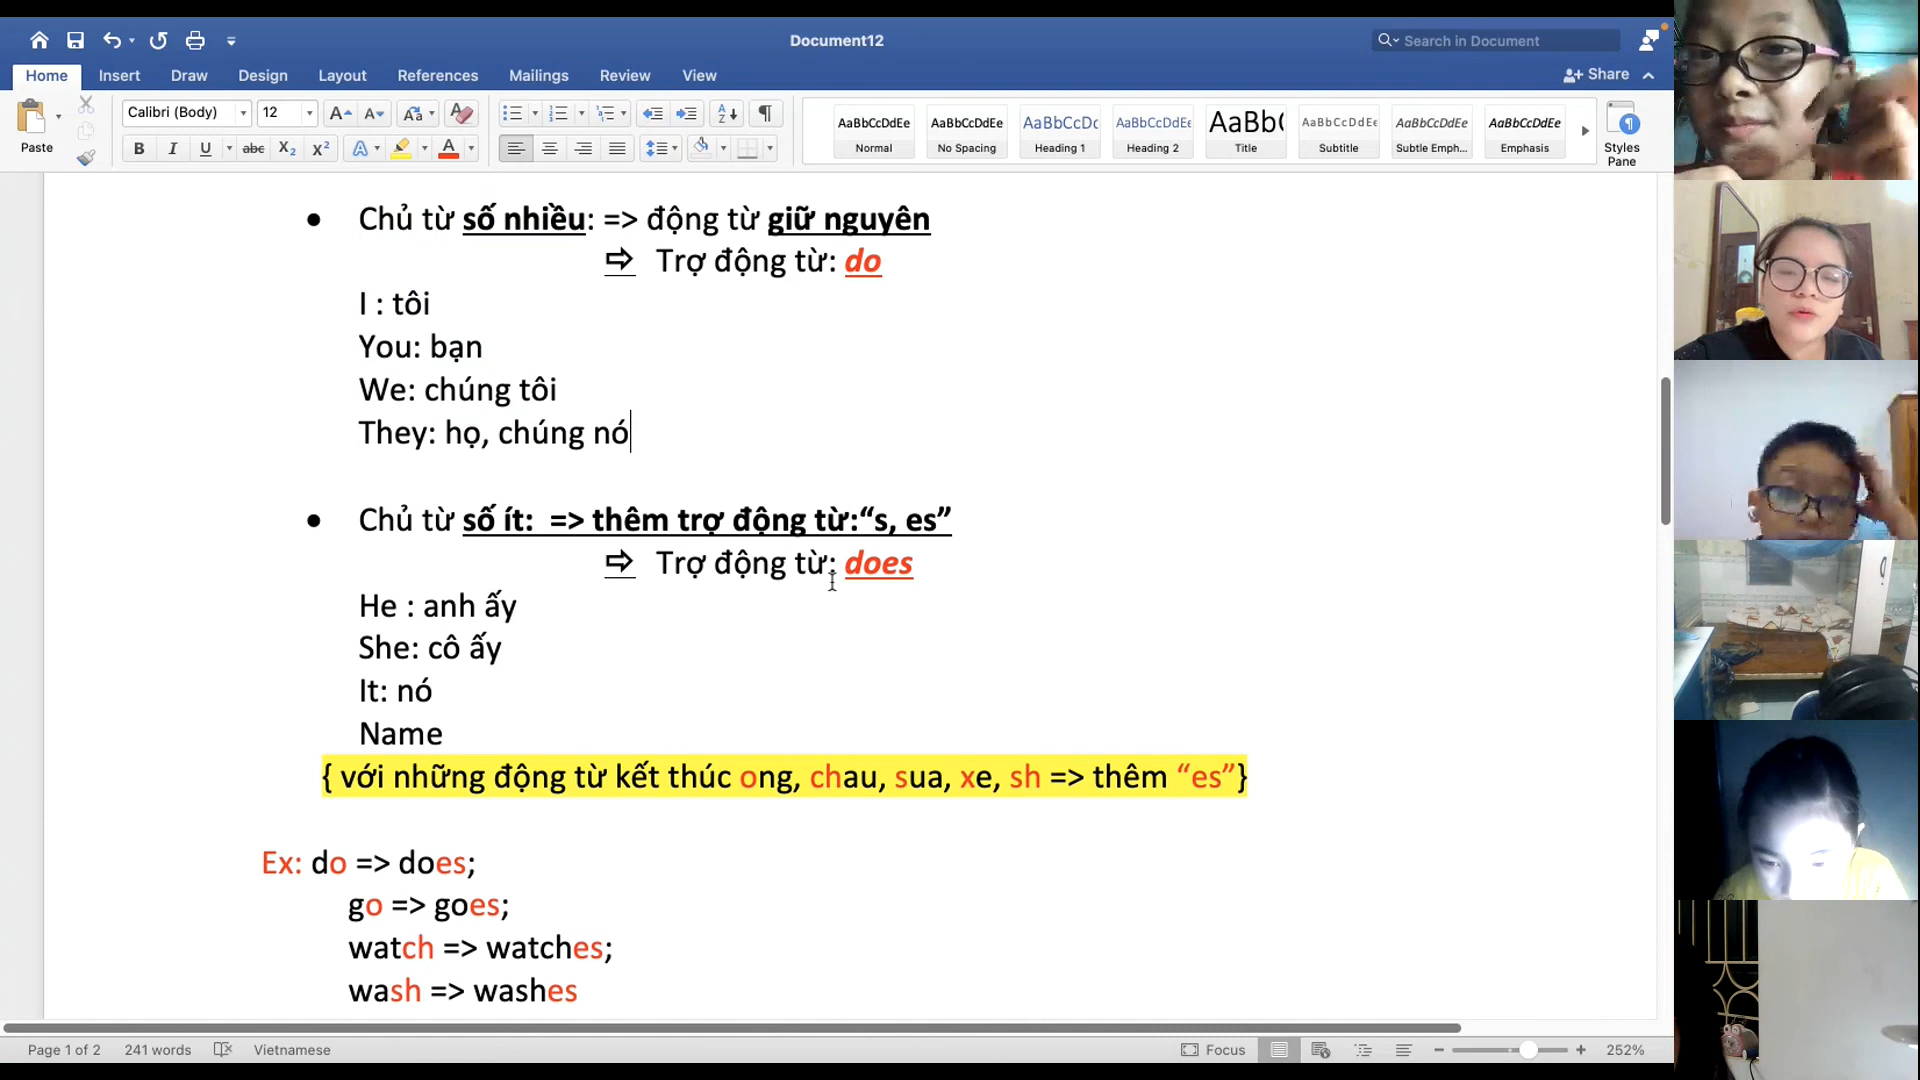 Document12
Search in Document
Home
Insert
Draw
Design
Layout
References
Mailings
Review
View
Share
Paste
Calibri (Body)
12
AaBbCcDdEe
Normal
AaBbCcDdEe
No Spacing
AaBbCcDc
Heading 1
AaBbCcDdEe
Heading 2
AaBb(
Title
AaBbCcDdEe
Subtitle
AaBbCcDdEe
Subtle Emph...
AaBbCcDdEe
Emphasis
Styles
Pane
• Chủ từ số nhiều: => động từ giữ nguyên
⇨ Trợ động từ: do
I : tôi
You: bạn
We: chúng tôi
They: họ, chúng nó
• Chủ từ số ít: => thêm trợ động từ:“s, es”
⇨ Trợ động từ: does
He : anh ấy
She: cô ấy
It: nó
Name
{ với những động từ kết thúc ong, chau, sua, xe, sh => thêm “es”}
Ex: do => does;
go => goes;
watch => watches;
wash => washes
Page 1 of 2
241 words
Vietnamese
Focus
252%